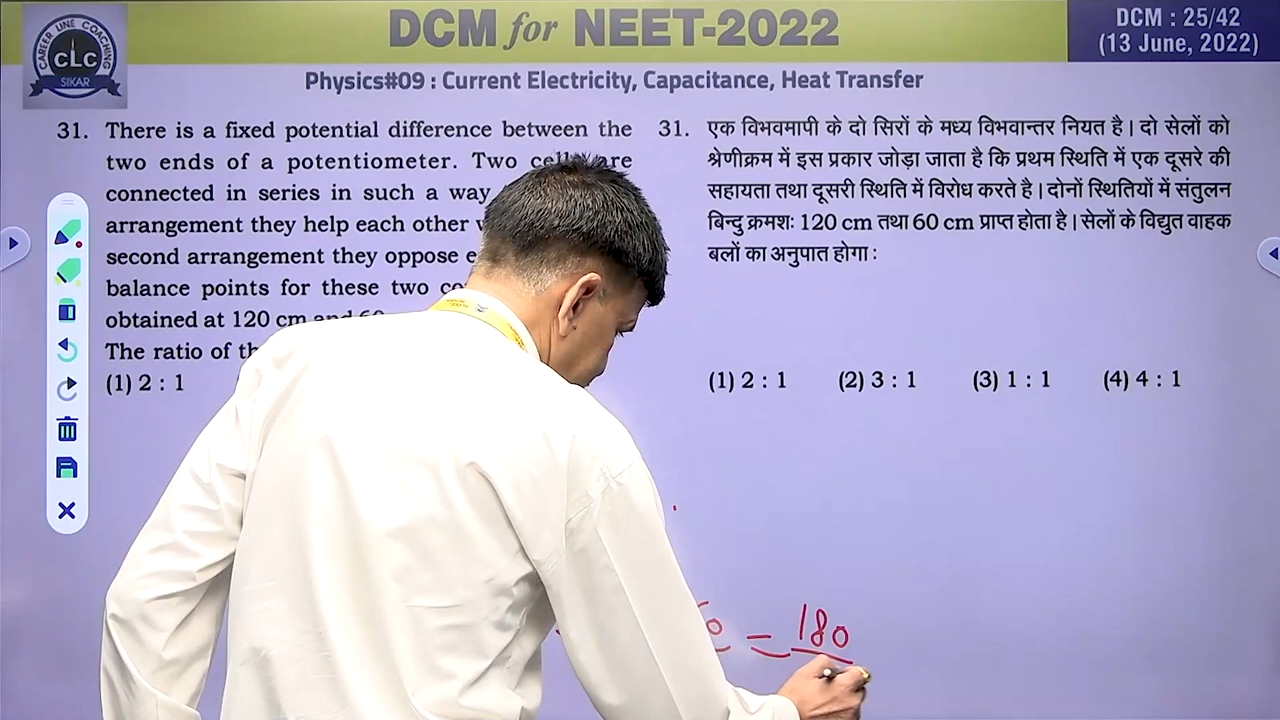 DCM for NEET-2022
DCM : 25/42
(13 June, 2022)
CAREER LINE COACHING
CLC
SIKAR
Physics#09 : Current Electricity, Capacitance, Heat Transfer
31. There is a fixed potential difference between the
two ends of a potentiometer. Two cells are
connected in series in such a way
arrangement they help each other
second arrangement they oppose
balance points for these two
obtained at 120 cm and
The ratio of
(1) 2 : 1
31. एक विभवमापी के दो सिरों के मध्य विभवान्तर नियत है। दो सेलों को
श्रेणीक्रम में इस प्रकार जोड़ा जाता है कि प्रथम स्थिति में एक दूसरे की
सहायता तथा दूसरी स्थिति में विरोध करते है। दोनों स्थितियों में संतुलन
बिन्दु क्रमशः 120 cm तथा 60 cm प्राप्त होता है। सेलों के विद्युत वाहक
बलों का अनुपात होगा :
(1) 2 : 1 (2) 3 : 1 (3) 1 : 1 (4) 4 : 1
= 180